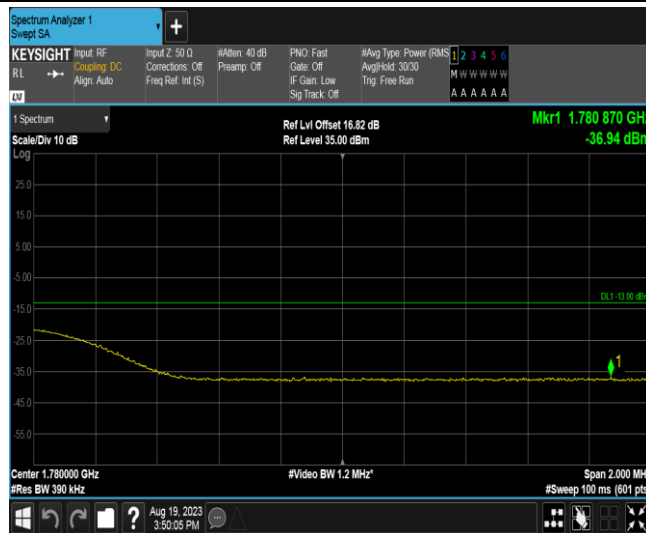 Spectrum Analyzer 1
Swept SA
+
KEYSIGHT
RL
LXI
Input: RF
Coupling: DC
Align: Auto
Input Z: 50 Ω
Corrections: Off
Freq Ref: Int (S)
#Atten: 40 dB
Preamp: Off
PNO: Fast
Gate: Off
IF Gain: Low
Sig Track: Off
#Avg Type: Power (RMS
Avg|Hold: 30/30
Trig: Free Run
1 2 3 4 5 6
M W W W W W
A A A A A A
1 Spectrum
Scale/Div 10 dB
Ref Lvl Offset 16.82 dB
Ref Level 35.00 dBm
Mkr1 1.780 870 GHz
-36.94 dBm
Log
25.0
15.0
5.00
-5.00
-15.0
-25.0
-35.0
-45.0
-55.0
DL1 -13.00 dBm
1
Center 1.780000 GHz
#Res BW 390 kHz
#Video BW 1.2 MHz*
Span 2.000 MH
#Sweep 100 ms (601 pts
?
Aug 19, 2023
3:50:05 PM